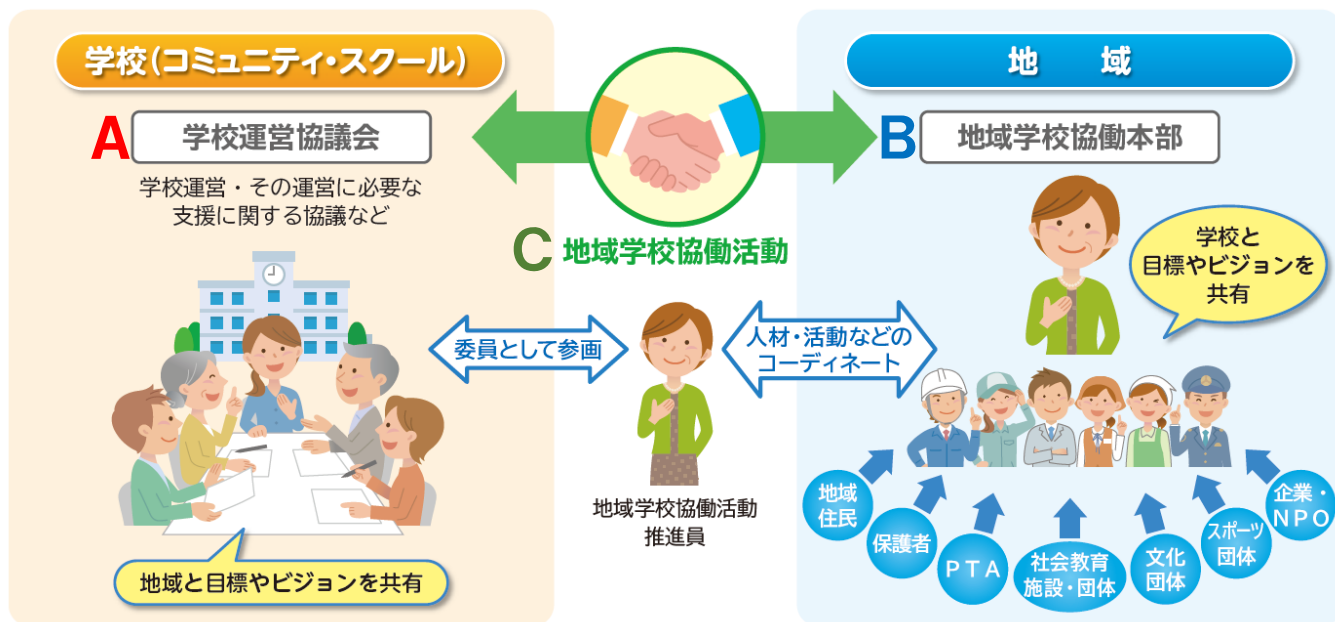 学校(コミュニティ・スクール)
地　域
A 学校運営協議会
B 地域学校協働本部
学校運営・その運営に必要な
支援に関する協議など
C 地域学校協働活動
学校と
目標やビジョンを
共有
委員として参画
人材・活動などの
コーディネート
地域学校協働活動
推進員
地域と目標やビジョンを共有
地域
住民
保護者
PTA
社会教育
施設・団体
文化
団体
スポーツ
団体
企業・
NPO